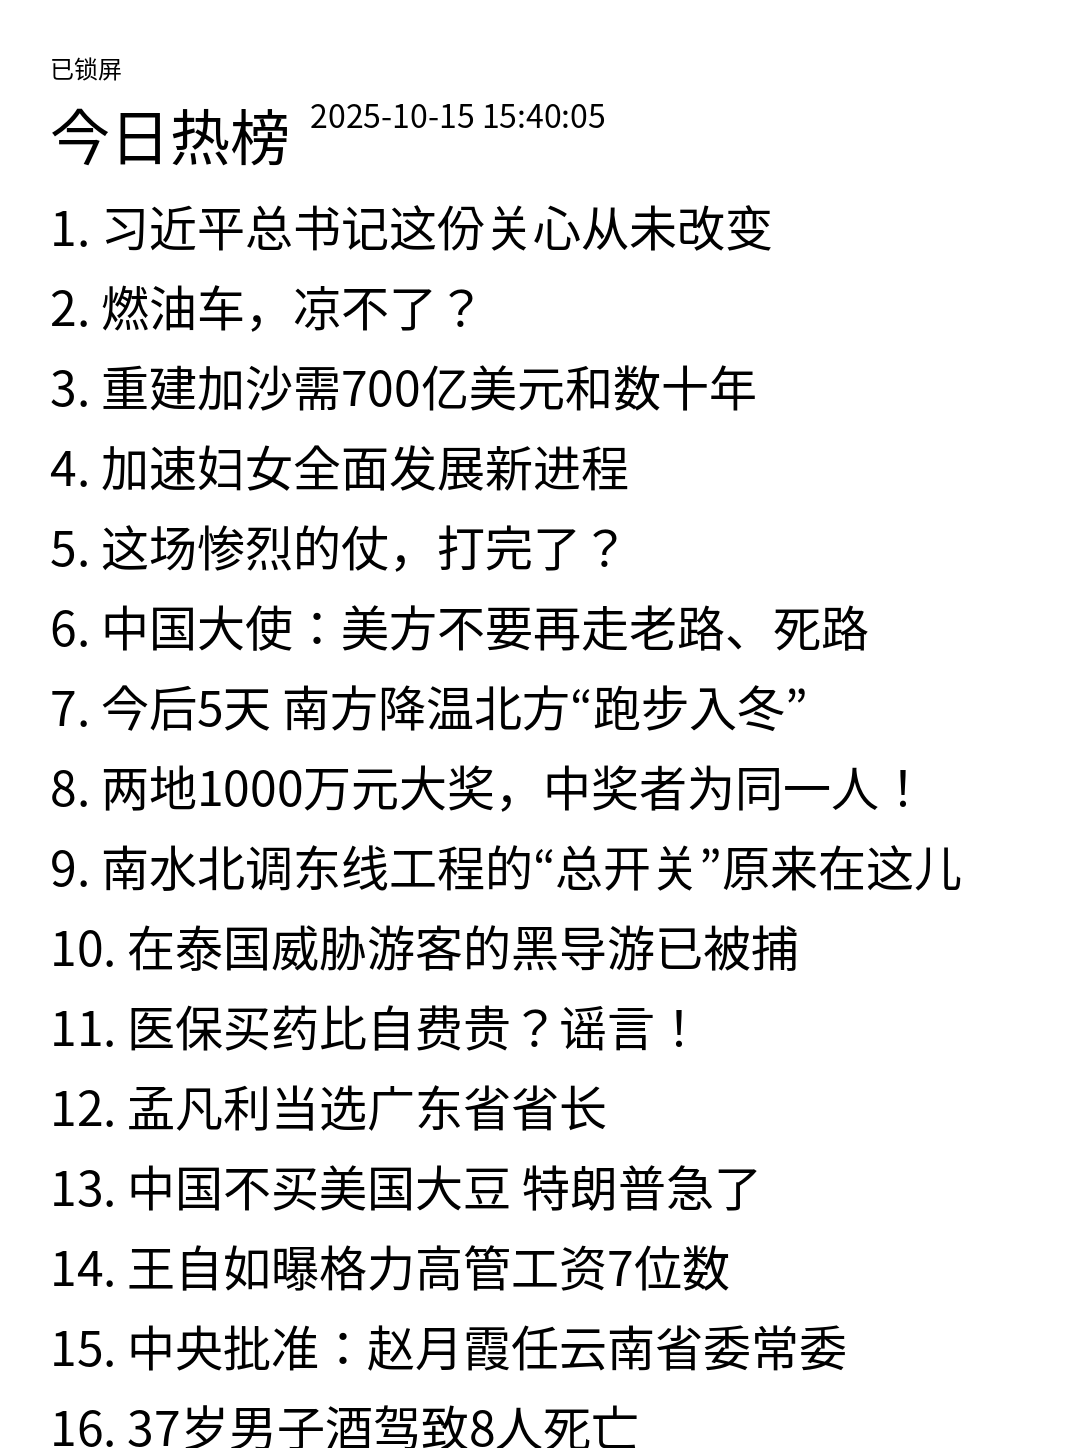 已锁屏
今日热榜 2025-10-15 15:40:05
1. 习近平总书记这份关心从未改变
2. 燃油车，凉不了？
3. 重建加沙需700亿美元和数十年
4. 加速妇女全面发展新进程
5. 这场惨烈的仗，打完了？
6. 中国大使：美方不要再走老路、死路
7. 今后5天 南方降温北方“跑步入冬”
8. 两地1000万元大奖，中奖者为同一人！
9. 南水北调东线工程的“总开关”原来在这儿
10. 在泰国威胁游客的黑导游已被捕
11. 医保买药比自费贵？谣言！
12. 孟凡利当选广东省省长
13. 中国不买美国大豆 特朗普急了
14. 王自如曝格力高管工资7位数
15. 中央批准：赵月霞任云南省委常委
16. 37岁男子酒驾致8人死亡